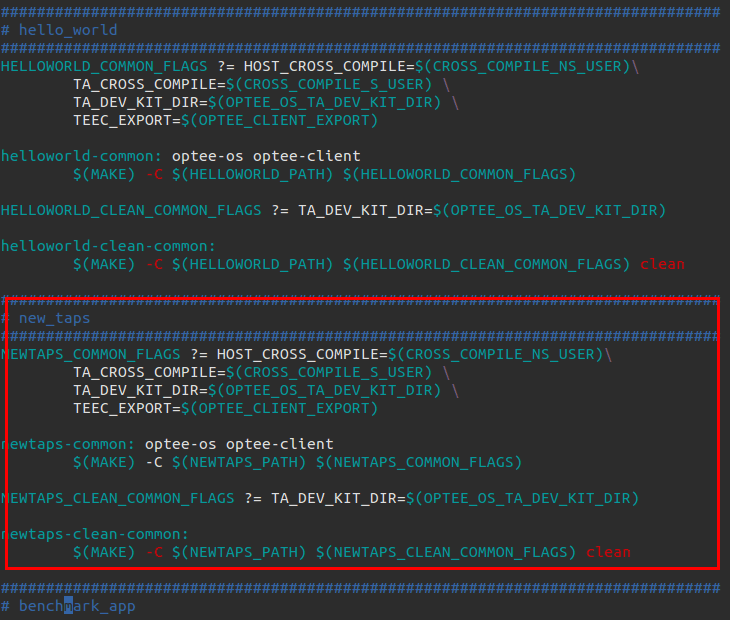 ################################################################################
# hello_world
################################################################################
HELLOWORLD_COMMON_FLAGS ?= HOST_CROSS_COMPILE=$(CROSS_COMPILE_NS_USER)\
        TA_CROSS_COMPILE=$(CROSS_COMPILE_S_USER) \
        TA_DEV_KIT_DIR=$(OPTEE_OS_TA_DEV_KIT_DIR) \
        TEEC_EXPORT=$(OPTEE_CLIENT_EXPORT)
helloworld-common: optee-os optee-client
        $(MAKE) -C $(HELLOWORLD_PATH) $(HELLOWORLD_COMMON_FLAGS)
HELLOWORLD_CLEAN_COMMON_FLAGS ?= TA_DEV_KIT_DIR=$(OPTEE_OS_TA_DEV_KIT_DIR)
helloworld-clean-common:
        $(MAKE) -C $(HELLOWORLD_PATH) $(HELLOWORLD_CLEAN_COMMON_FLAGS) clean
################################################################################
# new_taps
################################################################################
NEWTAPS_COMMON_FLAGS ?= HOST_CROSS_COMPILE=$(CROSS_COMPILE_NS_USER)\
        TA_CROSS_COMPILE=$(CROSS_COMPILE_S_USER) \
        TA_DEV_KIT_DIR=$(OPTEE_OS_TA_DEV_KIT_DIR) \
        TEEC_EXPORT=$(OPTEE_CLIENT_EXPORT)
newtaps-common: optee-os optee-client
        $(MAKE) -C $(NEWTAPS_PATH) $(NEWTAPS_COMMON_FLAGS)
NEWTAPS_CLEAN_COMMON_FLAGS ?= TA_DEV_KIT_DIR=$(OPTEE_OS_TA_DEV_KIT_DIR)
newtaps-clean-common:
        $(MAKE) -C $(NEWTAPS_PATH) $(NEWTAPS_CLEAN_COMMON_FLAGS) clean
################################################################################
# benchmark_app